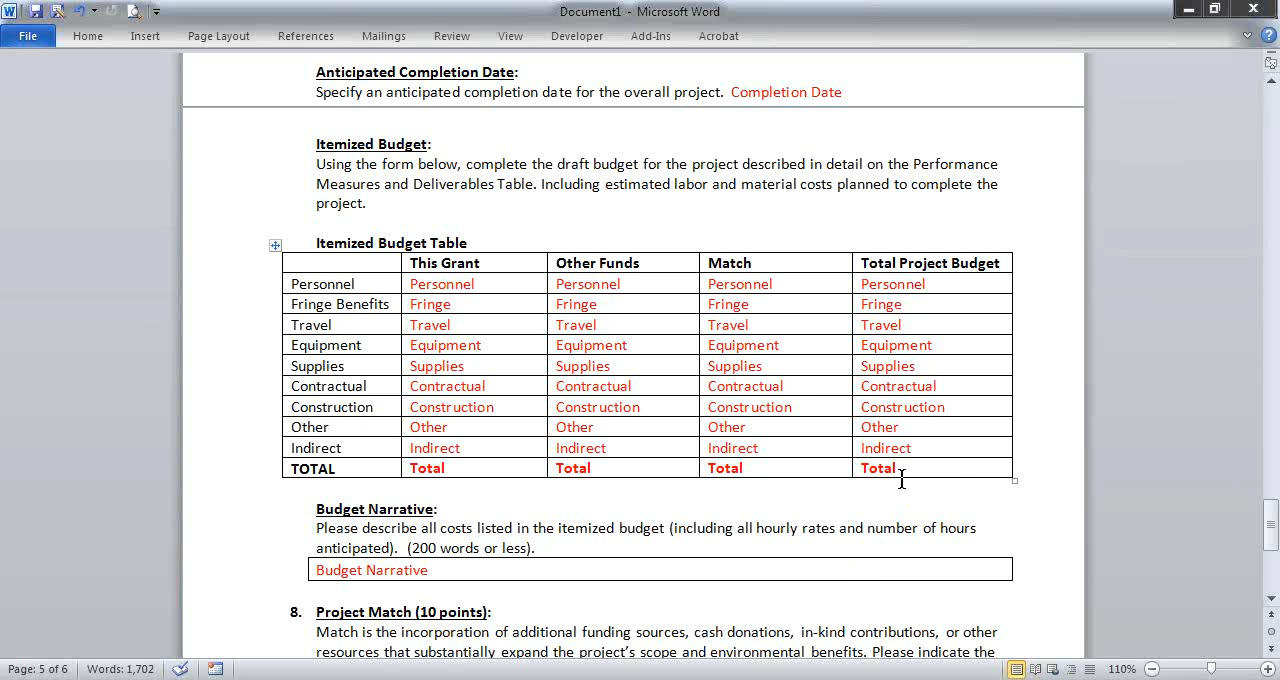 Document1 - Microsoft Word
File Home Insert Page Layout References Mailings Review View Developer Add-Ins Acrobat
Anticipated Completion Date:
Specify an anticipated completion date for the overall project. Completion Date
Itemized Budget:
Using the form below, complete the draft budget for the project described in detail on the Performance
Measures and Deliverables Table. Including estimated labor and material costs planned to complete the
project.
Itemized Budget Table
This Grant Other Funds Match Total Project Budget
Personnel Personnel Personnel Personnel Personnel
Fringe Benefits Fringe Fringe Fringe Fringe
Travel Travel Travel Travel Travel
Equipment Equipment Equipment Equipment Equipment
Supplies Supplies Supplies Supplies Supplies
Contractual Contractual Contractual Contractual Contractual
Construction Construction Construction Construction Construction
Other Other Other Other Other
Indirect Indirect Indirect Indirect Indirect
TOTAL Total Total Total Total
Budget Narrative:
Please describe all costs listed in the itemized budget (including all hourly rates and number of hours
anticipated). (200 words or less).
Budget Narrative
8. Project Match (10 points):
Match is the incorporation of additional funding sources, cash donations, in-kind contributions, or other
resources that substantially expand the project's scope and environmental benefits. Please indicate the
Page: 5 of 6 Words: 1,702 110%